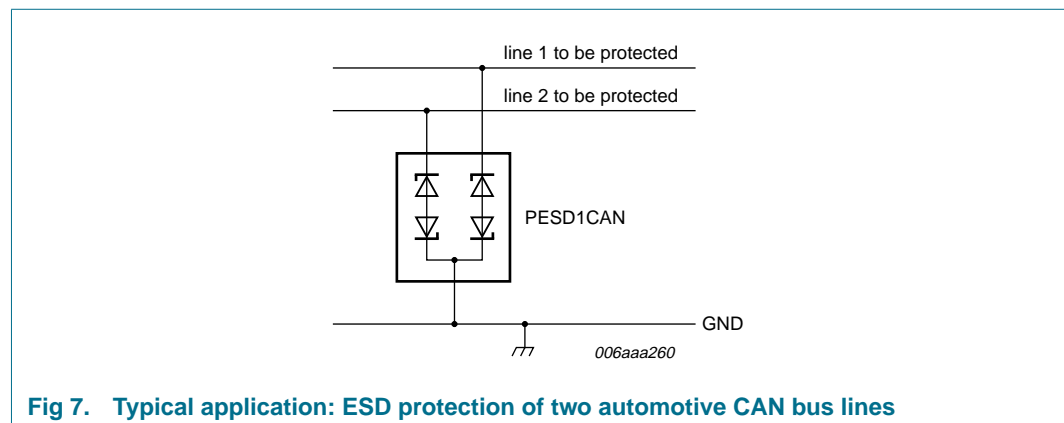 line 1 to be protected
line 2 to be protected
PESD1CAN
GND
006aaa260
Fig 7. Typical application: ESD protection of two automotive CAN bus lines